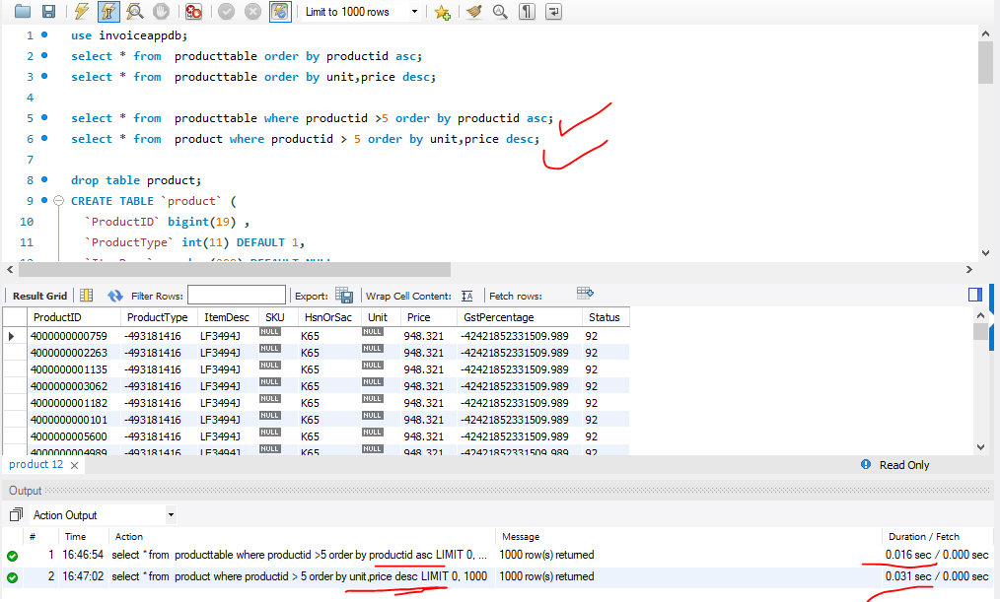 Limit to 1000 rows
1 use invoiceappdb;
2 select * from producttable order by productid asc;
3 select * from producttable order by unit,price desc;
4
5 select * from producttable where productid >5 order by productid asc;
6 select * from product where productid > 5 order by unit,price desc;
7
8 drop table product;
9 CREATE TABLE `product` (
10 `ProductID` bigint(19) ,
11 `ProductType` int(11) DEFAULT 1,
Result Grid Filter Rows: Export: Wrap Cell Content: Fetch rows:
ProductID ProductType ItemDesc SKU HsnOrSac Unit Price GstPercentage Status
4000000000759 -493181416 LF3494J NULL K65 NULL 948.321 -42421852331509.989 92
4000000002263 -493181416 LF3494J NULL K65 NULL 948.321 -42421852331509.989 92
4000000001135 -493181416 LF3494J NULL K65 NULL 948.321 -42421852331509.989 92
4000000003062 -493181416 LF3494J NULL K65 NULL 948.321 -42421852331509.989 92
4000000001182 -493181416 LF3494J NULL K65 NULL 948.321 -42421852331509.989 92
4000000000101 -493181416 LF3494J NULL K65 NULL 948.321 -42421852331509.989 92
4000000005600 -493181416 LF3494J NULL K65 NULL 948.321 -42421852331509.989 92
4000000004989 -493181416 LF3494J NULL K65 NULL 948.321 -42421852331509.989 92
product 12 Read Only
Output
Action Output
# Time Action Message Duration / Fetch
1 16:46:54 select * from producttable where productid >5 order by productid asc LIMIT 0, ... 1000 row(s) returned 0.016 sec / 0.000 sec
2 16:47:02 select * from product where productid > 5 order by unit,price desc LIMIT 0, 1000 1000 row(s) returned 0.031 sec / 0.000 sec